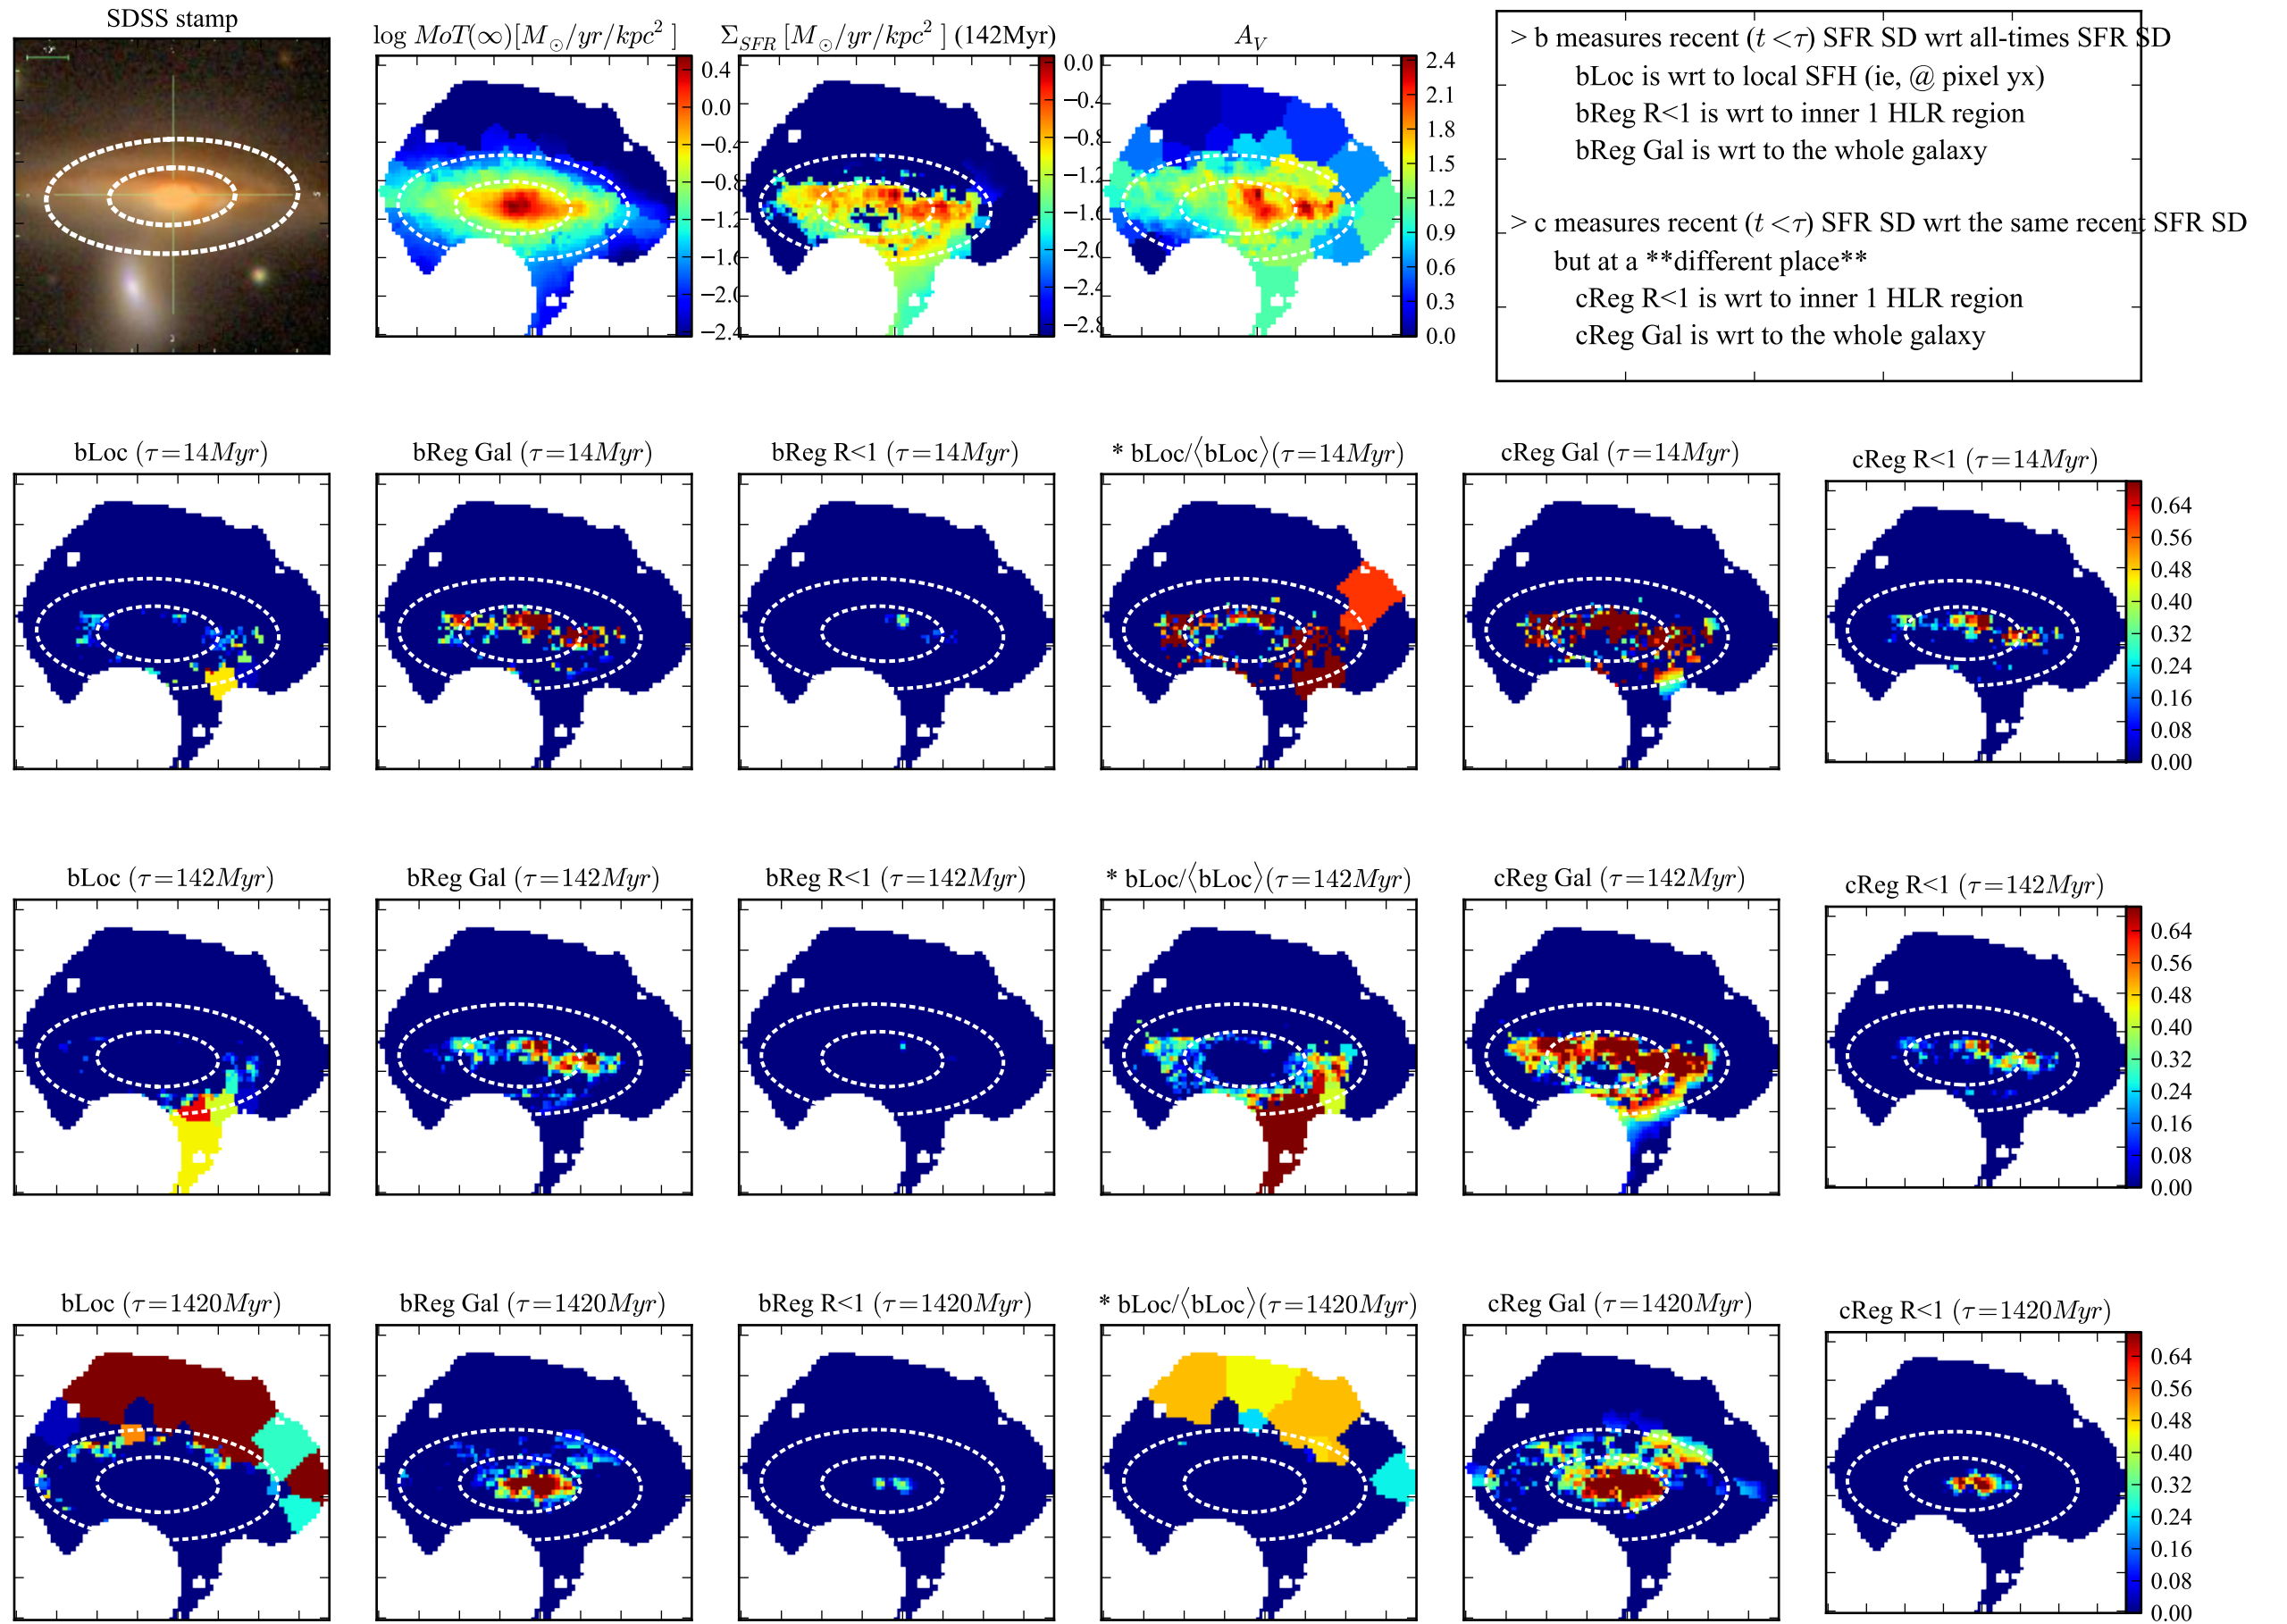 SDSS stamp
log MoT(∞)[M⊙/yr/kpc² ]
Σ_SFR [M⊙/yr/kpc² ] (142Myr)
A_V
0.4
0.0
−0.4
−0.8
−1.2
−1.6
−2.0
−2.4
0.0
−0.4
−0.8
−1.2
−1.6
−2.0
−2.4
−2.8
2.4
2.1
1.8
1.5
1.2
0.9
0.6
0.3
0.0
> b measures recent (t <τ) SFR SD wrt all-times SFR SD
bLoc is wrt to local SFH (ie, @ pixel yx)
bReg R<1 is wrt to inner 1 HLR region
bReg Gal is wrt to the whole galaxy
> c measures recent (t <τ) SFR SD wrt the same recent SFR SD
but at a **different place**
cReg R<1 is wrt to inner 1 HLR region
cReg Gal is wrt to the whole galaxy
bLoc (τ=14Myr)
bReg Gal (τ=14Myr)
bReg R<1 (τ=14Myr)
* bLoc/⟨bLoc⟩(τ=14Myr)
cReg Gal (τ=14Myr)
cReg R<1 (τ=14Myr)
0.64
0.56
0.48
0.40
0.32
0.24
0.16
0.08
0.00
bLoc (τ=142Myr)
bReg Gal (τ=142Myr)
bReg R<1 (τ=142Myr)
* bLoc/⟨bLoc⟩(τ=142Myr)
cReg Gal (τ=142Myr)
cReg R<1 (τ=142Myr)
0.64
0.56
0.48
0.40
0.32
0.24
0.16
0.08
0.00
bLoc (τ=1420Myr)
bReg Gal (τ=1420Myr)
bReg R<1 (τ=1420Myr)
* bLoc/⟨bLoc⟩(τ=1420Myr)
cReg Gal (τ=1420Myr)
cReg R<1 (τ=1420Myr)
0.64
0.56
0.48
0.40
0.32
0.24
0.16
0.08
0.00